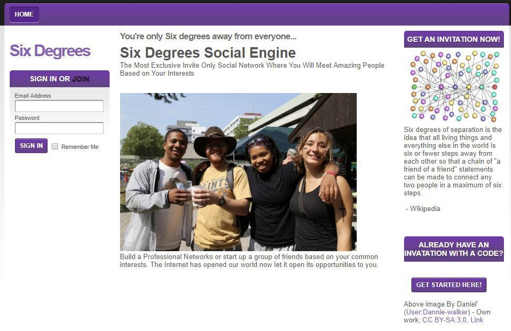 HOME
Six Degrees
SIGN IN OR JOIN
Email Address
Password
SIGN IN
Remember Me
You're only Six degrees away from everyone...
Six Degrees Social Engine
The Most Exclusive Invite Only Social Network Where You Will Meet Amazing People
Based on Your Interests
SAINTS
Build a Professional Networks or start up a group of friends based on your common
interests. The Internet has opened our world now let it open its opportunities to you.
GET AN INVITATION NOW!
Six degrees of separation is the
idea that all living things and
everything else in the world is
six or fewer steps away from
each other so that a chain of "a
friend of a friend" statements
can be made to connect any
two people in a maximum of six
steps.
- Wikipedia
ALREADY HAVE AN
INVATATION WITH A CODE?
GET STARTED HERE!
Above image By Daniel'
(User:Dannie-walker) - Own
work, CC BY-SA 3.0, Link